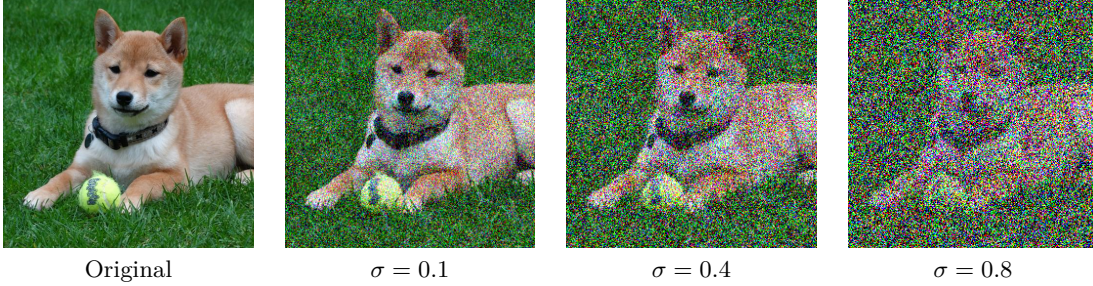 Original
σ = 0.1
σ = 0.4
σ = 0.8